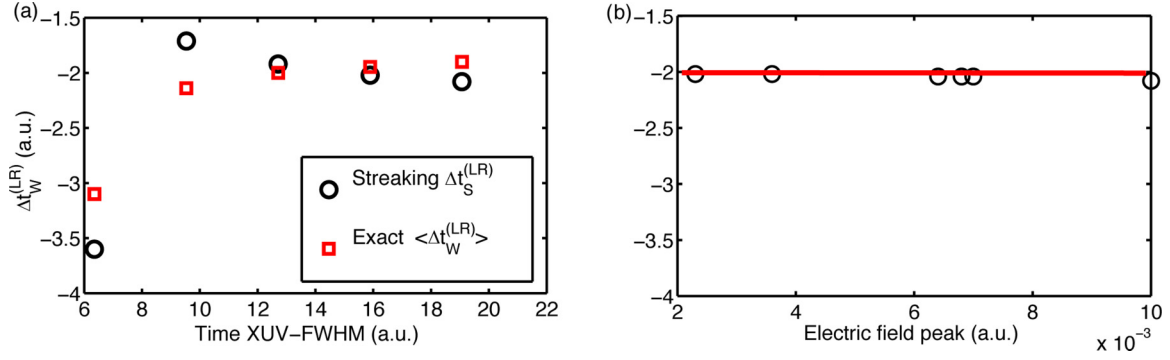 (a)
−1.5
−2
−2.5
−3
−3.5
−4
Δt_W^(LR) (a.u.)
Streaking Δt_S^(LR)
Exact <Δt_W^(LR)>
6 8 10 12 14 16 18 20 22
Time XUV−FWHM (a.u.)
(b)
−1.5
−2
−2.5
−3
−3.5
−4
2 4 6 8 10
Electric field peak (a.u.)
x 10^−3